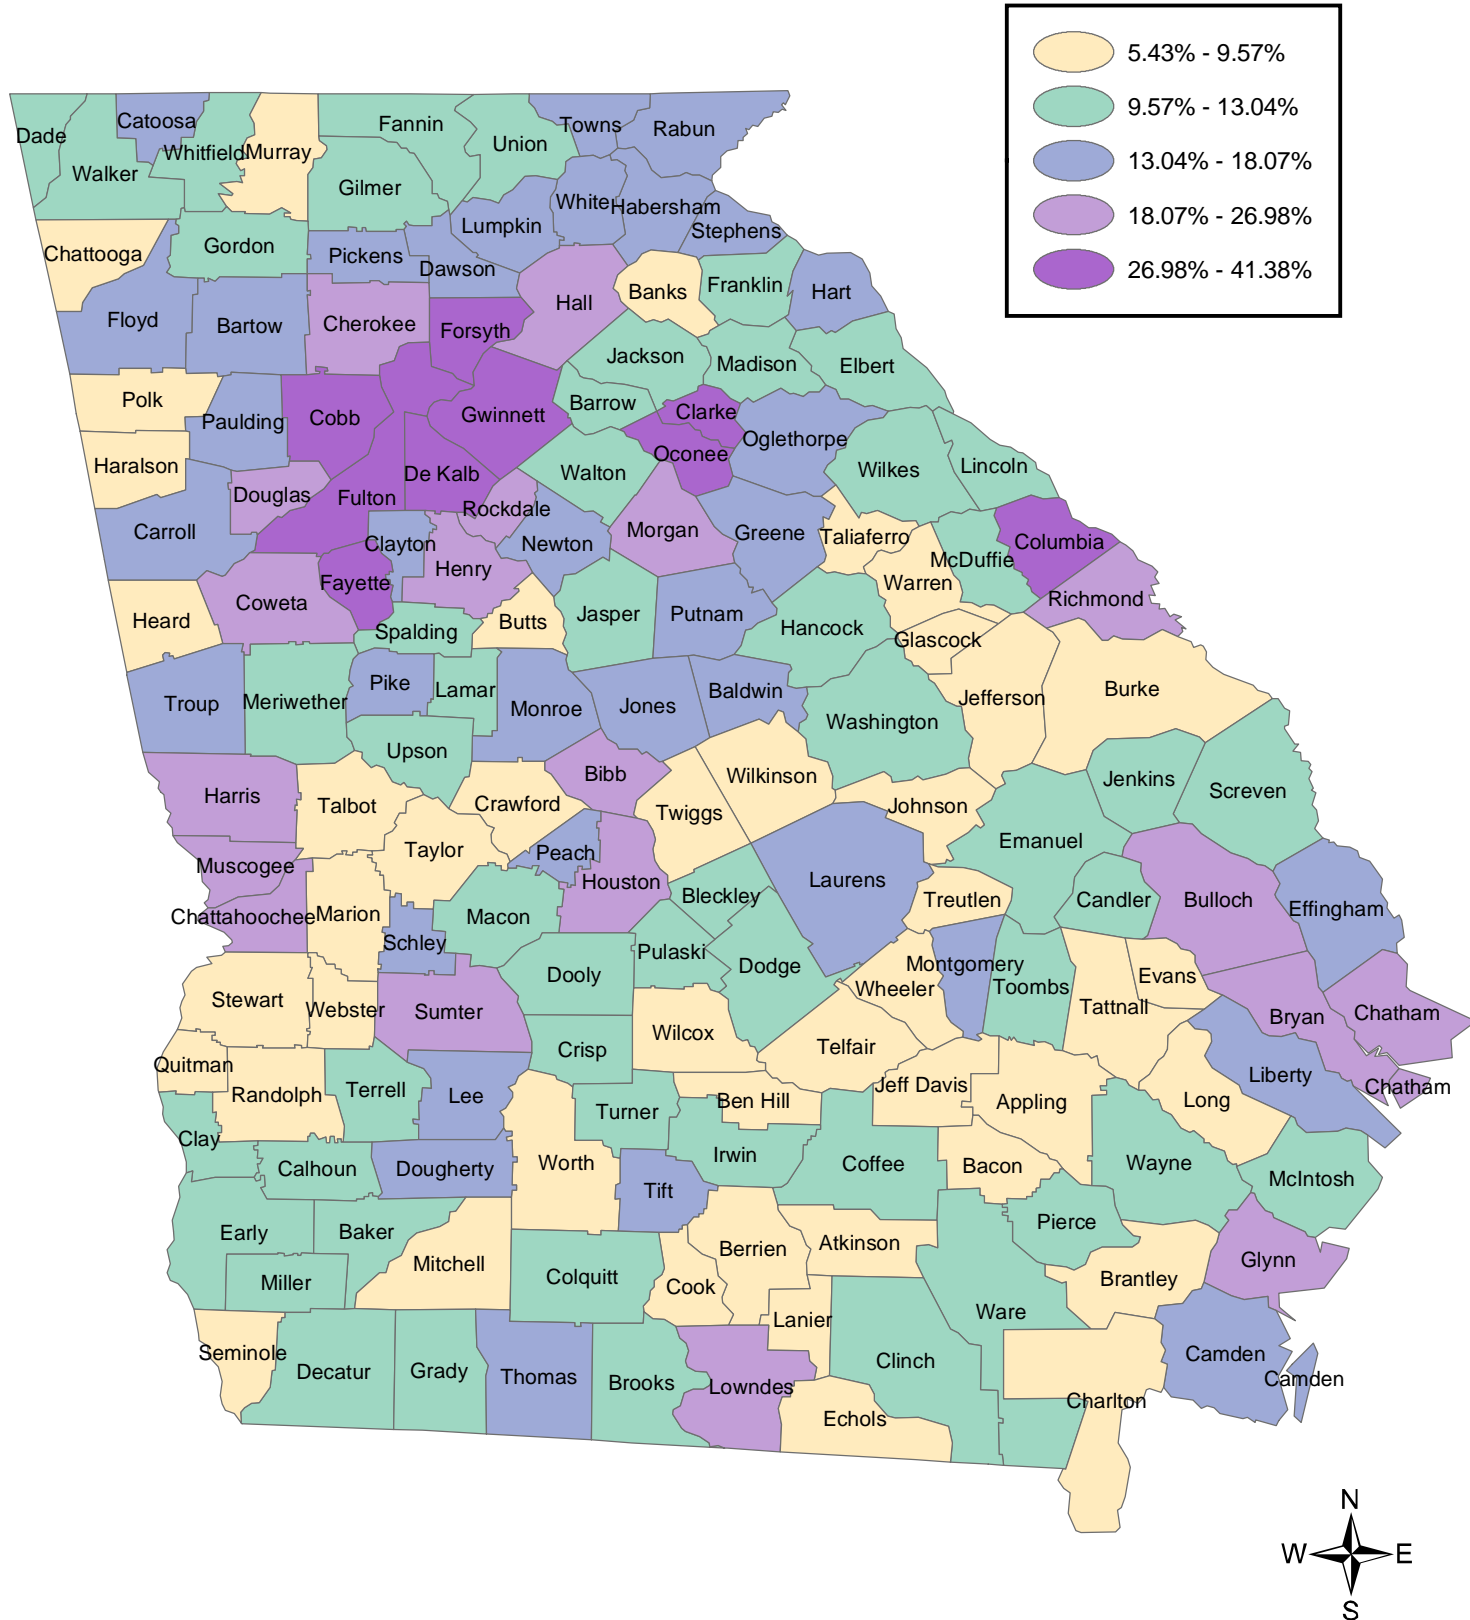 5.43% - 9.57%
9.57% - 13.04%
13.04% - 18.07%
18.07% - 26.98%
26.98% - 41.38%
Dade
Catoosa
Whitfield
Murray
Fannin
Union
Towns
Rabun
Walker
Gilmer
White
Habersham
Lumpkin
Stephens
Chattooga
Gordon
Pickens
Dawson
Banks
Franklin
Hart
Floyd
Bartow
Cherokee
Forsyth
Hall
Jackson
Madison
Elbert
Polk
Paulding
Cobb
Gwinnett
Barrow
Clarke
Oglethorpe
Haralson
Douglas
Fulton
De Kalb
Walton
Oconee
Wilkes
Lincoln
Carroll
Clayton
Rockdale
Newton
Morgan
Greene
Taliaferro
McDuffie
Columbia
Heard
Coweta
Fayette
Henry
Warren
Richmond
Spalding
Butts
Jasper
Putnam
Hancock
Glascock
Troup
Meriwether
Pike
Lamar
Monroe
Jones
Baldwin
Washington
Jefferson
Burke
Upson
Harris
Talbot
Crawford
Bibb
Twiggs
Wilkinson
Johnson
Jenkins
Screven
Muscogee
Taylor
Peach
Houston
Emanuel
Chattahoochee
Marion
Schley
Macon
Bleckley
Laurens
Treutlen
Candler
Bulloch
Effingham
Stewart
Webster
Sumter
Dooly
Pulaski
Dodge
Wheeler
Montgomery
Toombs
Tattnall
Evans
Bryan
Chatham
Quitman
Randolph
Terrell
Lee
Crisp
Wilcox
Telfair
Jeff Davis
Appling
Long
Liberty
Chatham
Clay
Calhoun
Dougherty
Worth
Turner
Ben Hill
Irwin
Coffee
Bacon
Wayne
McIntosh
Early
Baker
Mitchell
Tift
Berrien
Atkinson
Pierce
Brantley
Glynn
Miller
Colquitt
Cook
Lanier
Ware
Seminole
Decatur
Grady
Thomas
Brooks
Lowndes
Echols
Clinch
Charlton
Camden
Camden
N
W
E
S